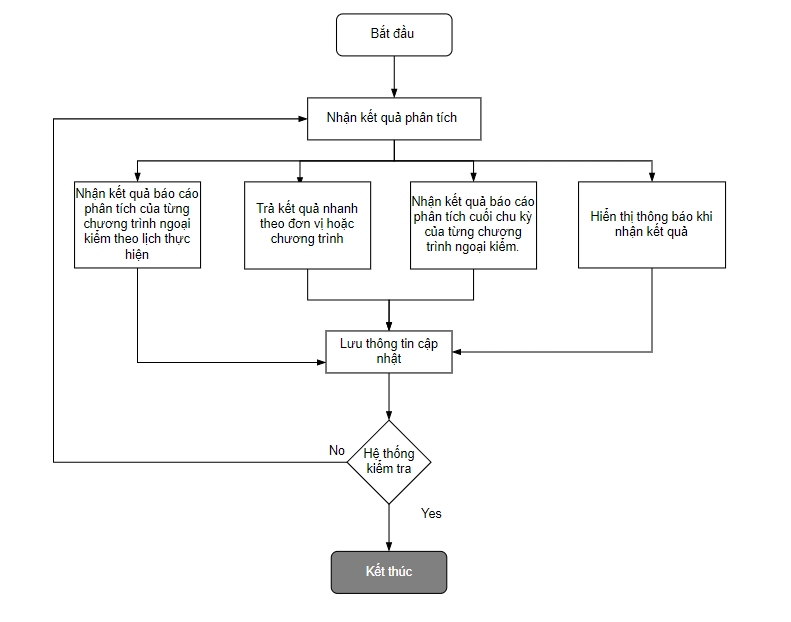 Bắt đầu
Nhận kết quả phân tích
Nhận kết quả báo cáo
phân tích của từng
chương trình ngoại
kiểm theo lịch thực
hiện
Trả kết quả nhanh
theo đơn vị hoặc
chương trình
Nhận kết quả báo cáo
phân tích cuối chu kỳ
của từng chượng
trình ngoại kiểm.
Hiển thị thông báo khi
nhận kết quả
Lưu thông tin cập
nhật
No
Hệ thống
kiểm tra
Yes
Kết thúc